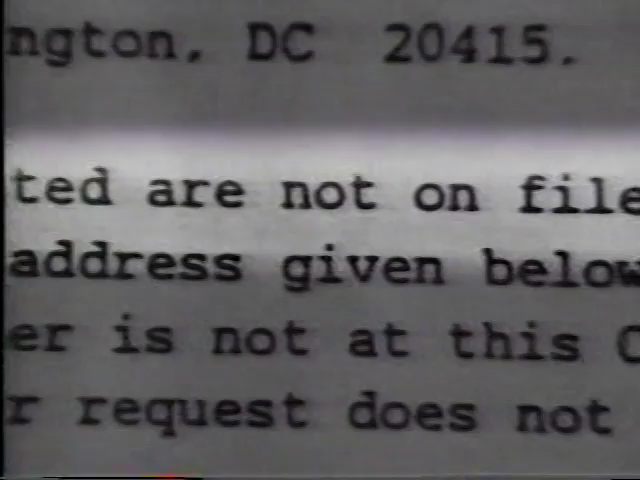 ngton, DC 20415.
ted are not on file
address given below
er is not at this C
r request does not